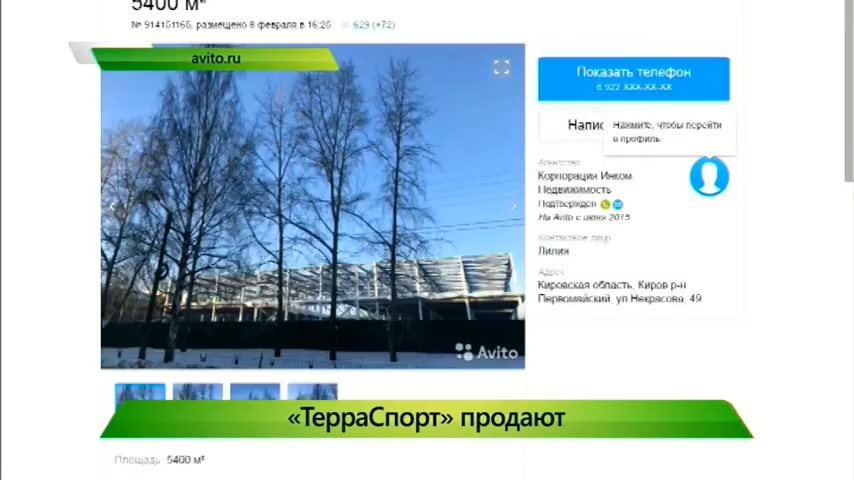 5400 м²
№ 914151165, размещено 8 февраля в 16:25 629 (+72)
avito.ru
Показать телефон
8 922 XXX-XX-XX
Напис
Нажмите, чтобы перейти
в профиль
Агентство
Корпорация Инком-
Недвижимость
Подтвержден
На Avito с июня 2015
Контактное лицо
Лилия
Адрес
Кировская область, Киров р-н
Первомайский, ул Некрасова, 49
Avito
«ТерраСпорт» продают
Площадь 5400 м²